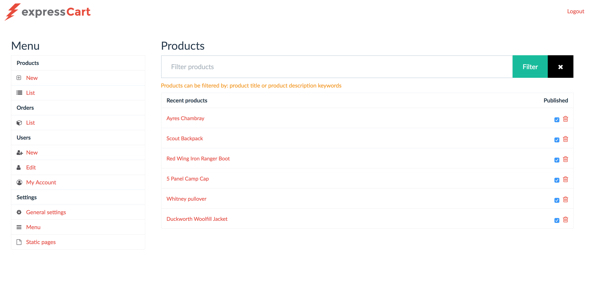 expressCart
Logout
Menu
Products
New
List
Orders
List
Users
New
Edit
My Account
Settings
General settings
Menu
Static pages
Products
Filter products
Filter
Products can be filtered by: product title or product description keywords
Recent products Published
Ayres Chambray
Scout Backpack
Red Wing Iron Ranger Boot
5 Panel Camp Cap
Whitney pullover
Duckworth Woolfill Jacket